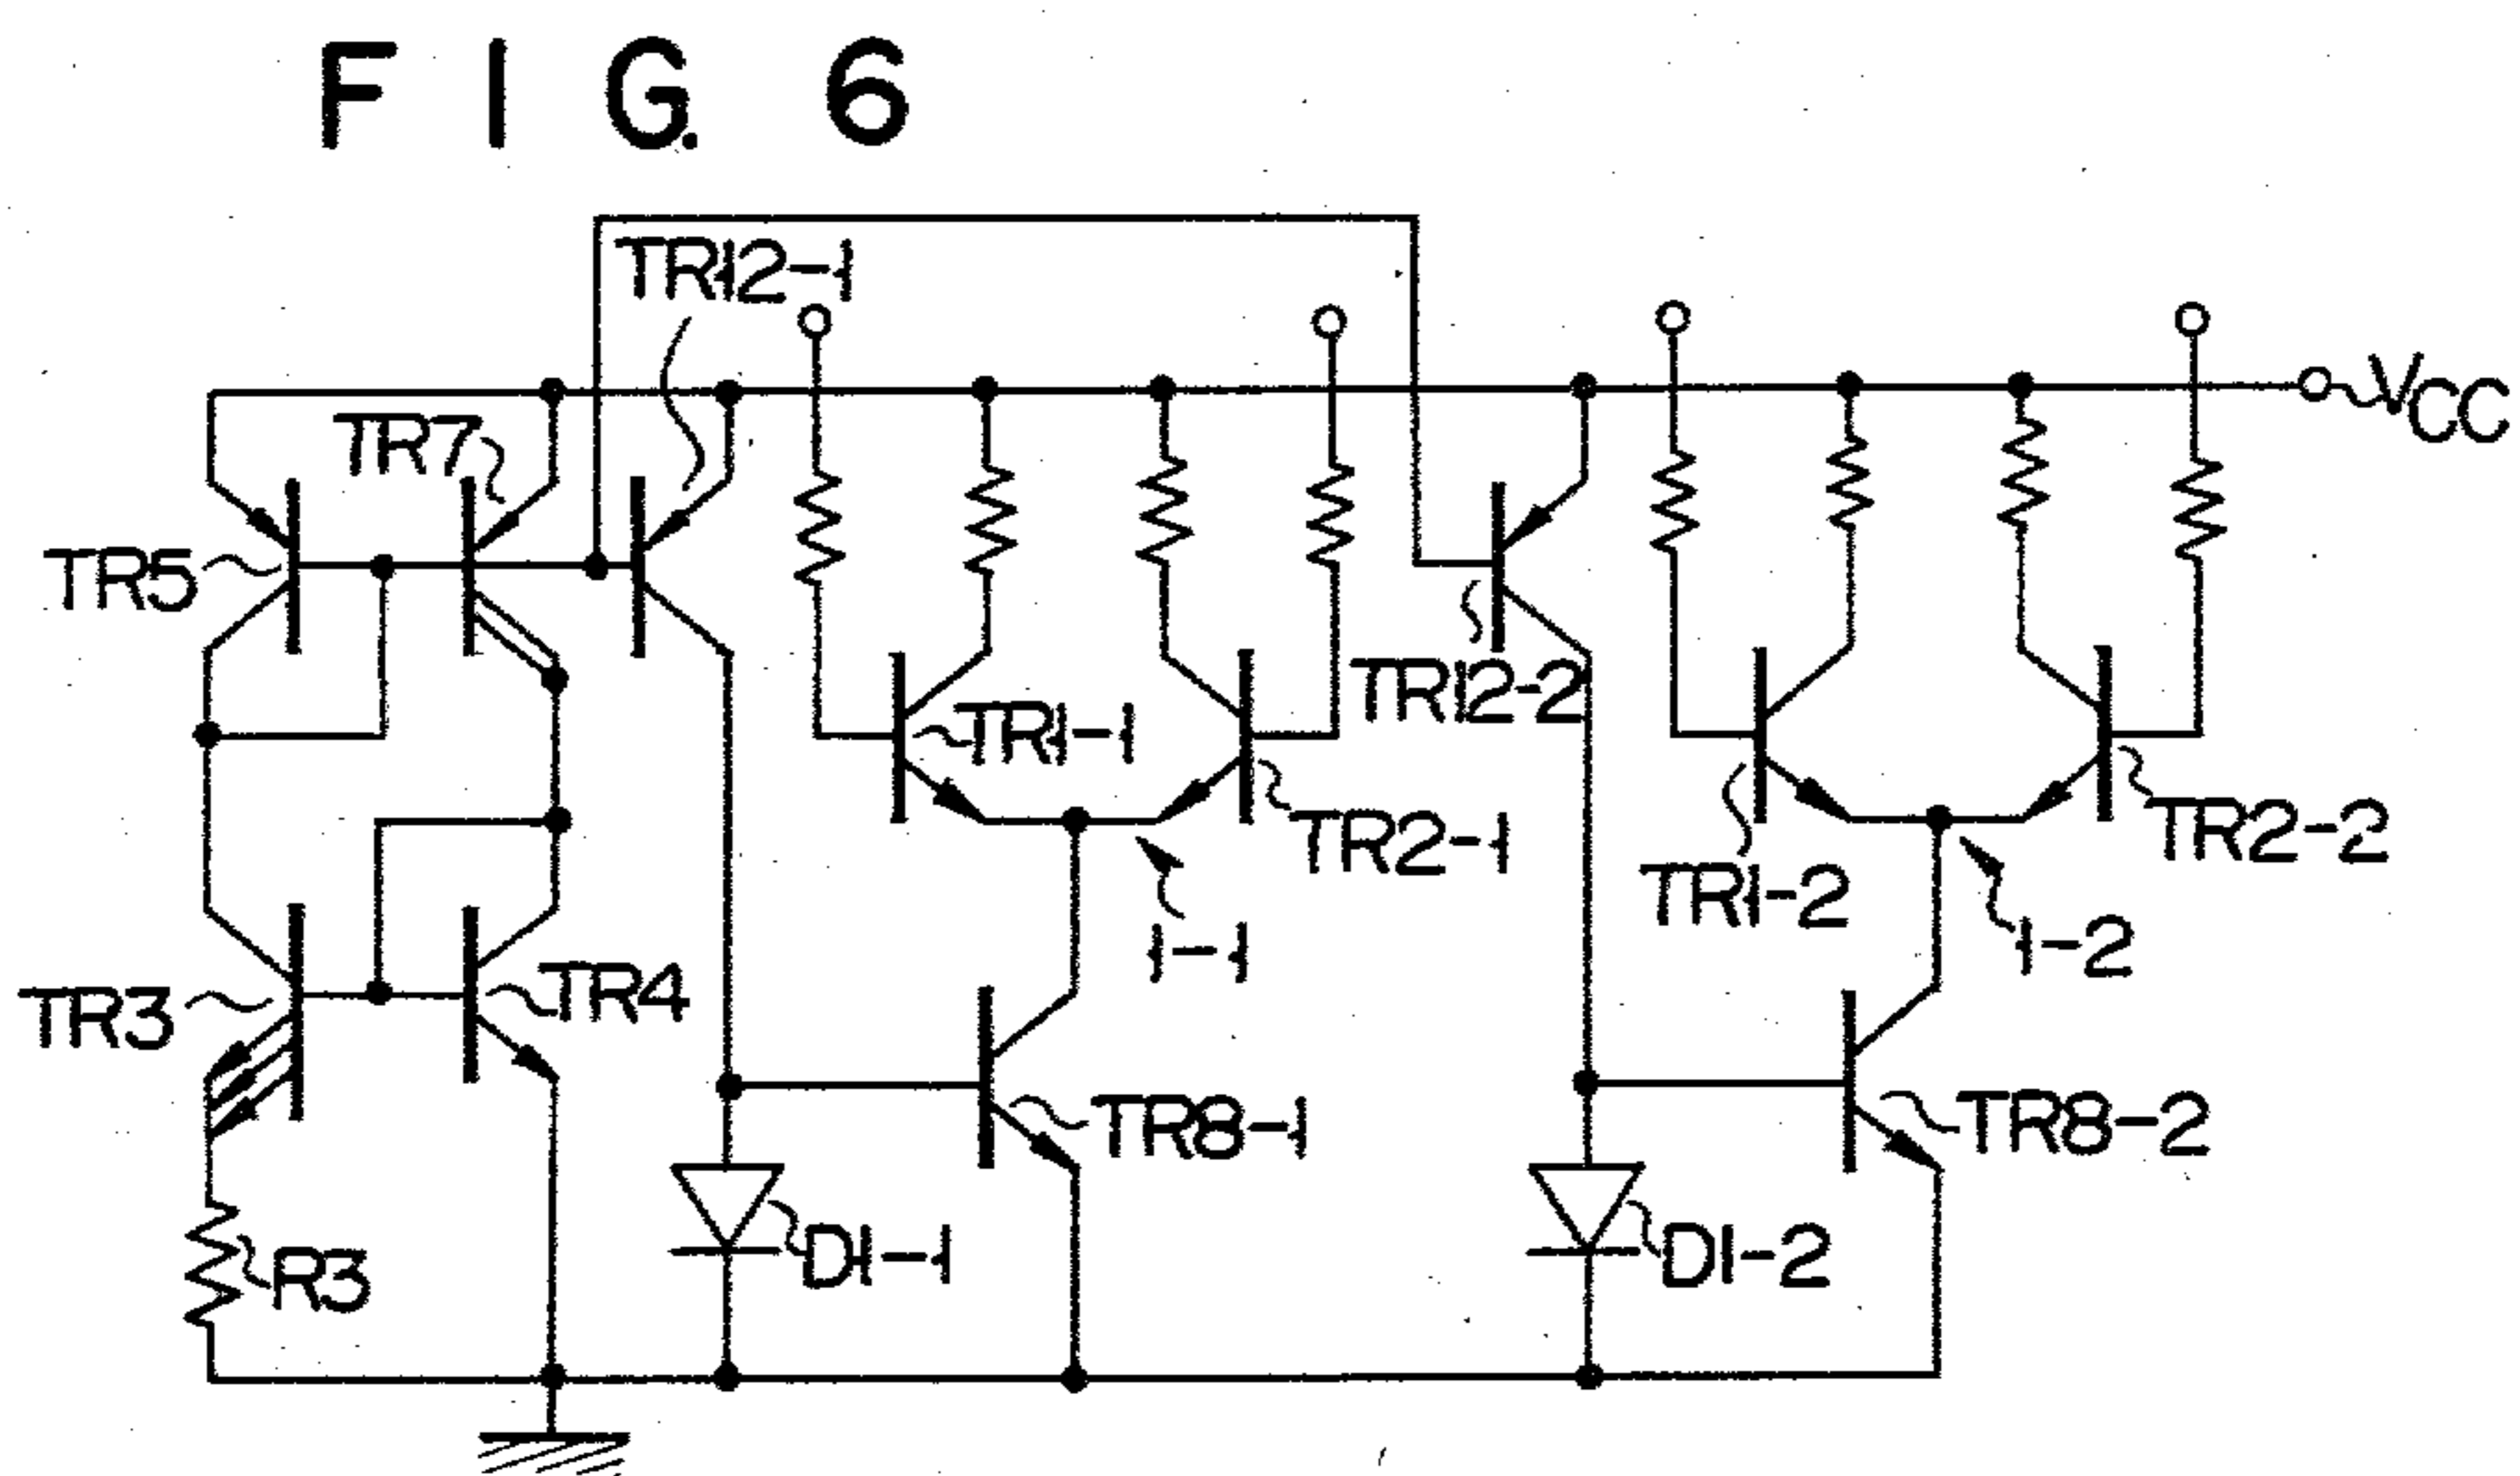 FIG. 6
TR12-1
VCC
TR7
TR5
TR12-2
TR1-1
TR2-1
TR2-2
TR1-2
1-1
1-2
TR3
TR4
TR8-1
TR8-2
R3
D1-1
D1-2